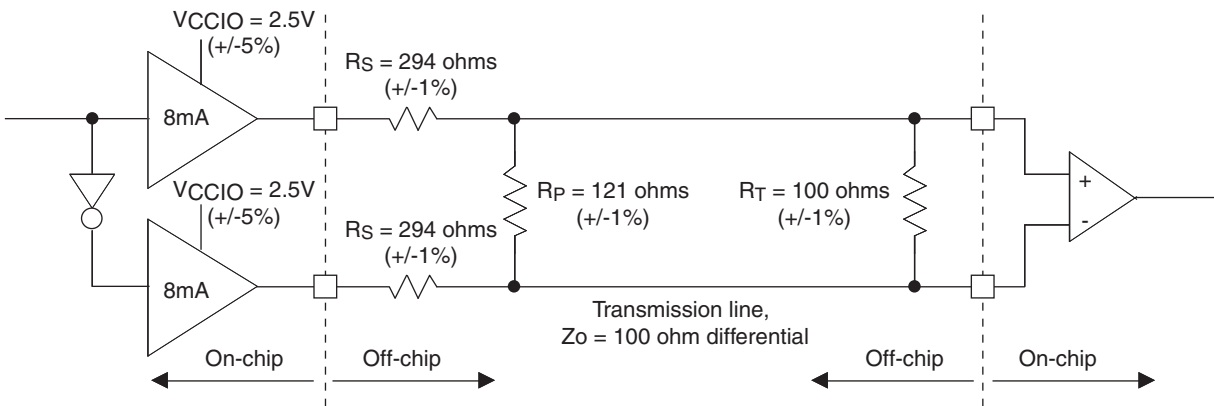 VCCIO = 2.5V
(+/-5%)
8mA
RS = 294 ohms
(+/-1%)
VCCIO = 2.5V
(+/-5%)
8mA
RS = 294 ohms
(+/-1%)
RP = 121 ohms
(+/-1%)
RT = 100 ohms
(+/-1%)
+
-
Transmission line,
Zo = 100 ohm differential
On-chip
Off-chip
Off-chip
On-chip